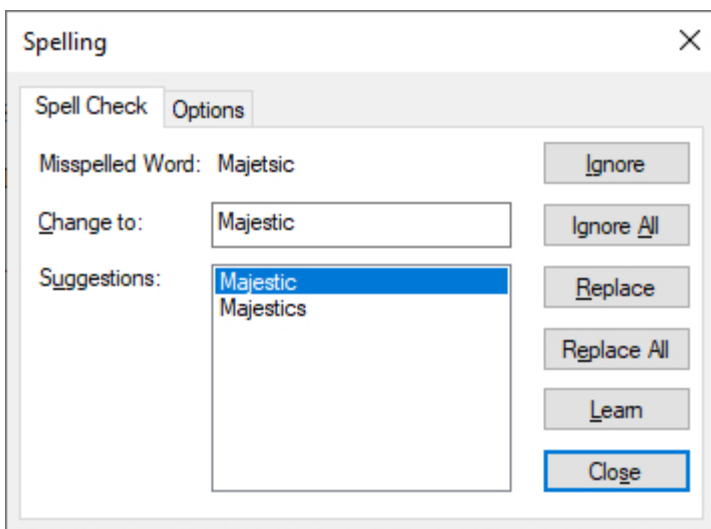 Spelling
Spell Check Options
Misspelled Word: Majetsic Ignore
Change to: Majestic Ignore All
Suggestions: Majestic Replace
Majestics
Replace All
Learn
Close